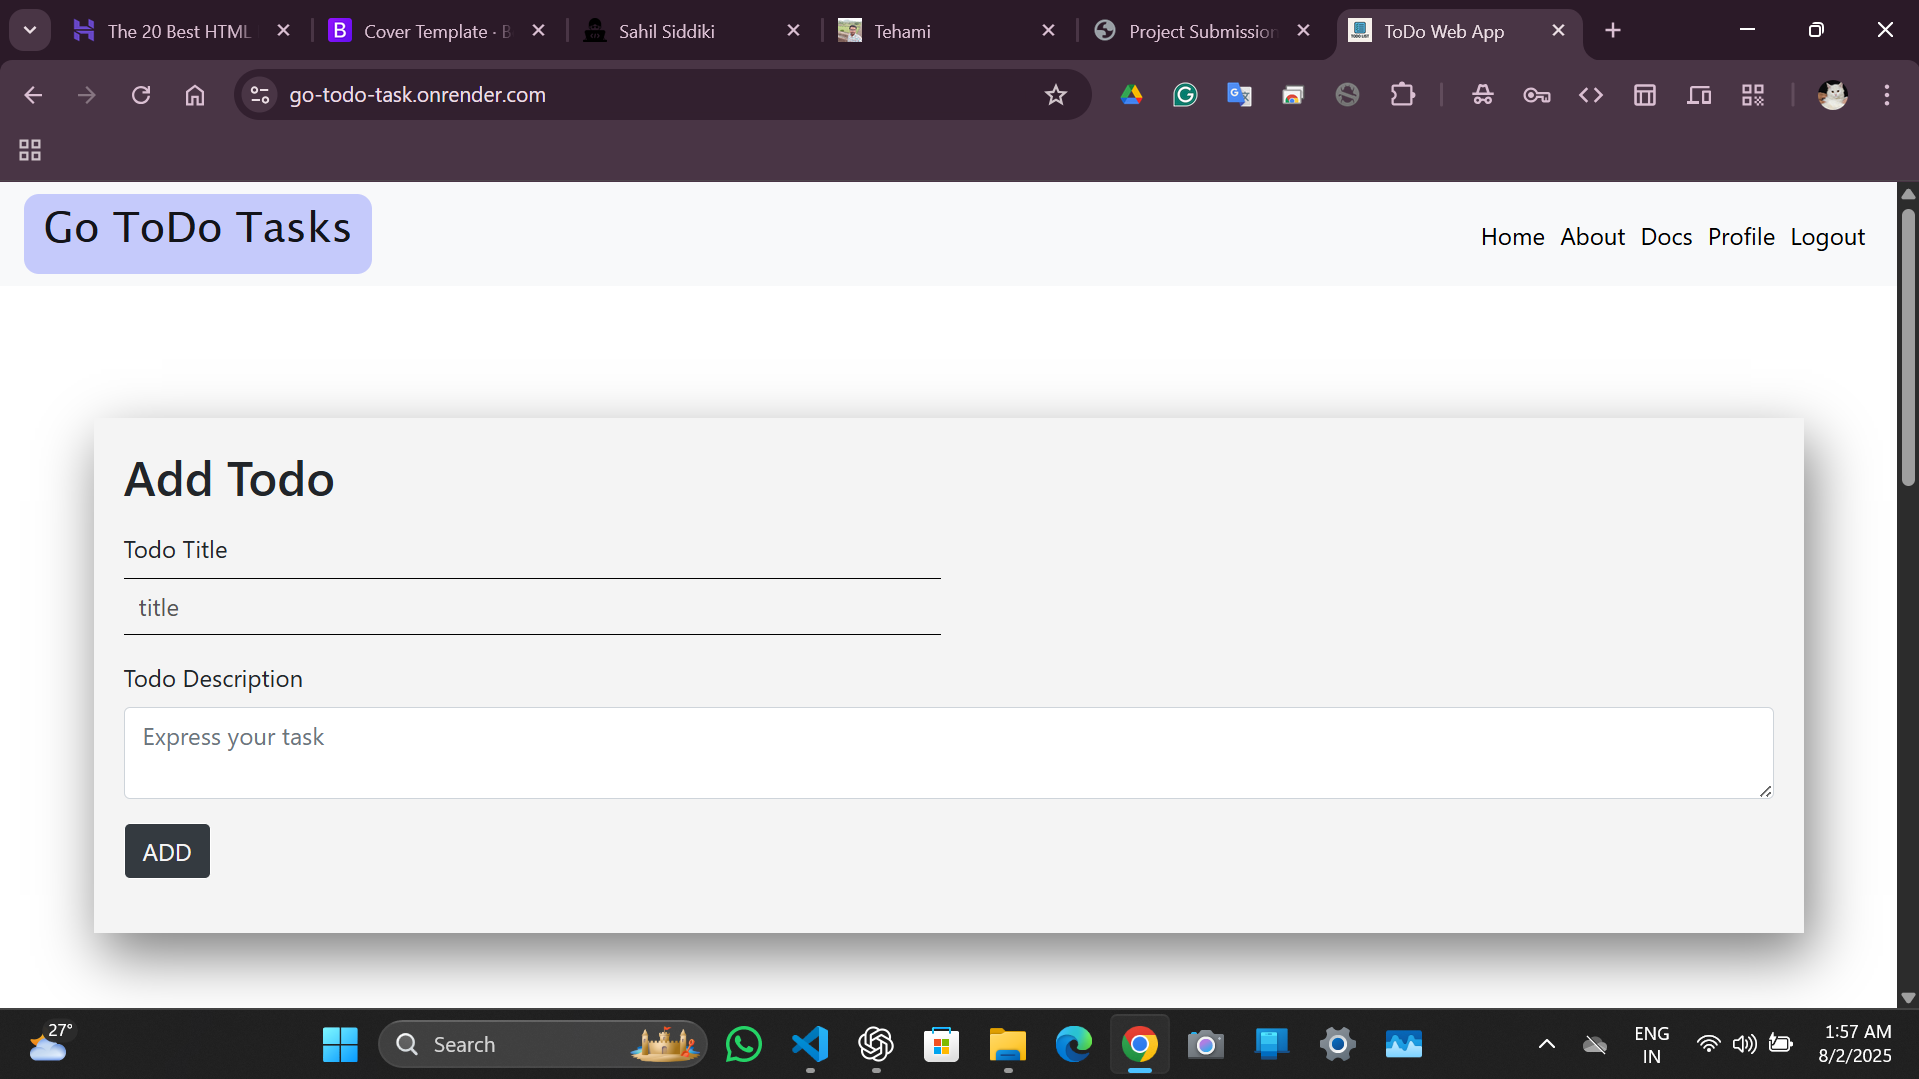 The 20 Best HTML
Cover Template · B
Sahil Siddiki
Tehami
Project Submission
ToDo Web App
go-todo-task.onrender.com
Go ToDo Tasks
Home About Docs Profile Logout
Add Todo
Todo Title
title
Todo Description
Express your task
ADD
27°
Search
ENG
IN
1:57 AM
8/2/2025